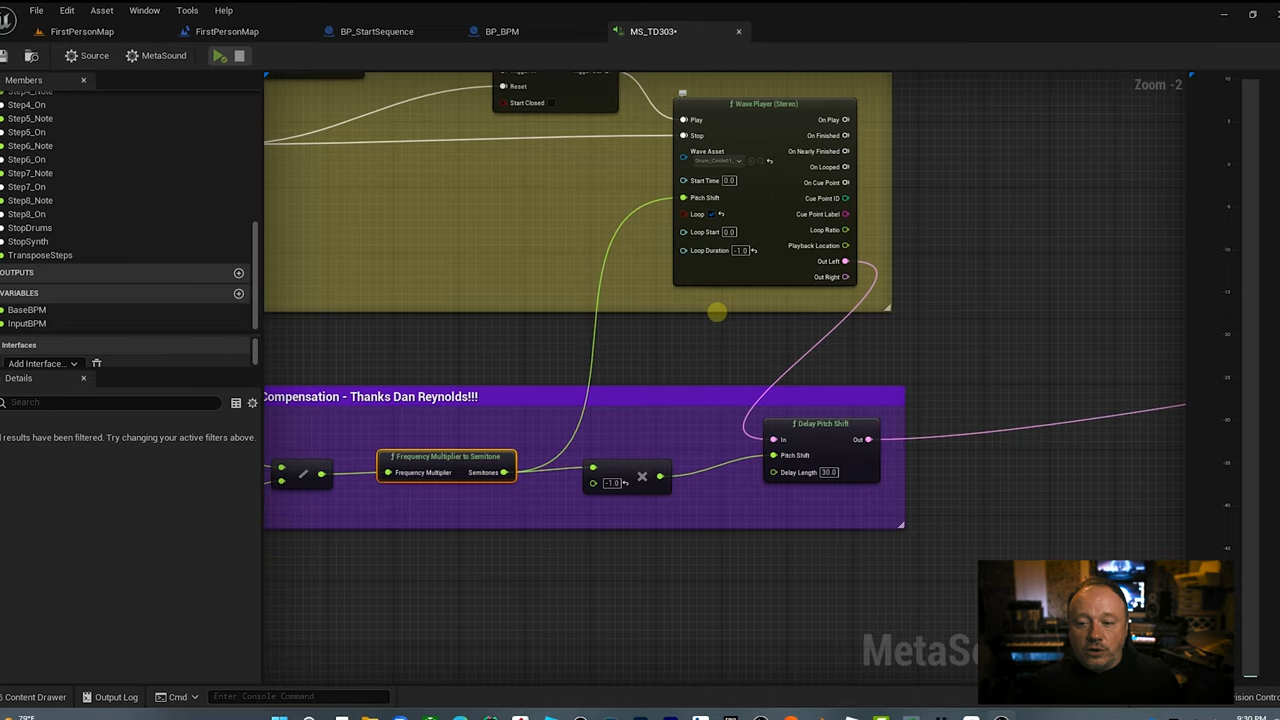 File Edit Asset Window Tools Help
FirstPersonMap FirstPersonMap BP_StartSequence BP_BPM MS_TD303•
Source MetaSound
Members
Step4_Note
Step4_On
Step5_Note
Step5_On
Step6_Note
Step6_On
Step7_Note
Step7_On
Step8_Note
Step8_On
StopDrums
StopSynth
TransposeSteps
OUTPUTS
VARIABLES
BaseBPM
InputBPM
Interfaces
Add Interface...
Details
Search
l results have been filtered. Try changing your active filters above.
Zoom -2
Reset
Start Closed
Wave Player (Stereo)
Play On Play
Stop On Finished
Wave Asset On Nearly Finished
On Looped
Start Time 0.0 On Cue Point
Pitch Shift Cue Point ID
Loop Cue Point Label
Loop Start 0.0 Loop Ratio
Loop Duration -1.0 Playback Location
Out Left
Out Right
Compensation - Thanks Dan Reynolds!!!
Frequency Multiplier to Semitone
Frequency Multiplier Semitones
-1.0
Delay Pitch Shift
In Out
Pitch Shift
Delay Length 30.0
MetaSo
Content Drawer Output Log Cmd Enter Console Command
79°F
9:30 PM